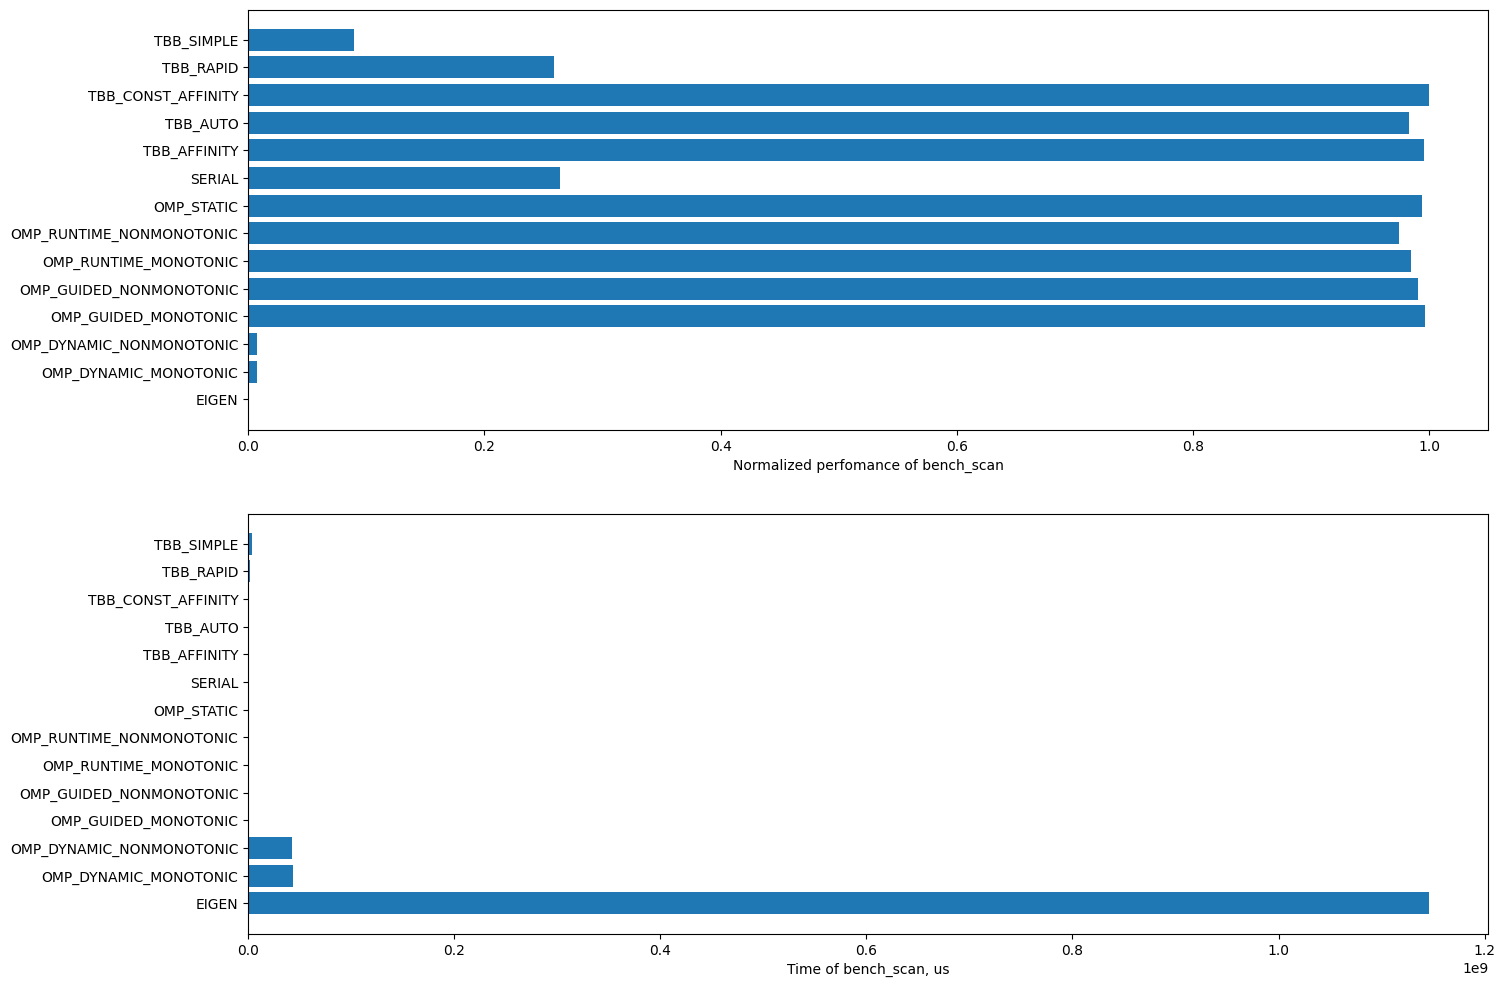 TBB_SIMPLE
TBB_RAPID
TBB_CONST_AFFINITY
TBB_AUTO
TBB_AFFINITY
SERIAL
OMP_STATIC
OMP_RUNTIME_NONMONOTONIC
OMP_RUNTIME_MONOTONIC
OMP_GUIDED_NONMONOTONIC
OMP_GUIDED_MONOTONIC
OMP_DYNAMIC_NONMONOTONIC
OMP_DYNAMIC_MONOTONIC
EIGEN
0.0 0.2 0.4 0.6 0.8 1.0
Normalized perfomance of bench_scan
TBB_SIMPLE
TBB_RAPID
TBB_CONST_AFFINITY
TBB_AUTO
TBB_AFFINITY
SERIAL
OMP_STATIC
OMP_RUNTIME_NONMONOTONIC
OMP_RUNTIME_MONOTONIC
OMP_GUIDED_NONMONOTONIC
OMP_GUIDED_MONOTONIC
OMP_DYNAMIC_NONMONOTONIC
OMP_DYNAMIC_MONOTONIC
EIGEN
0.0 0.2 0.4 0.6 0.8 1.0 1.2
Time of bench_scan, us 1e9